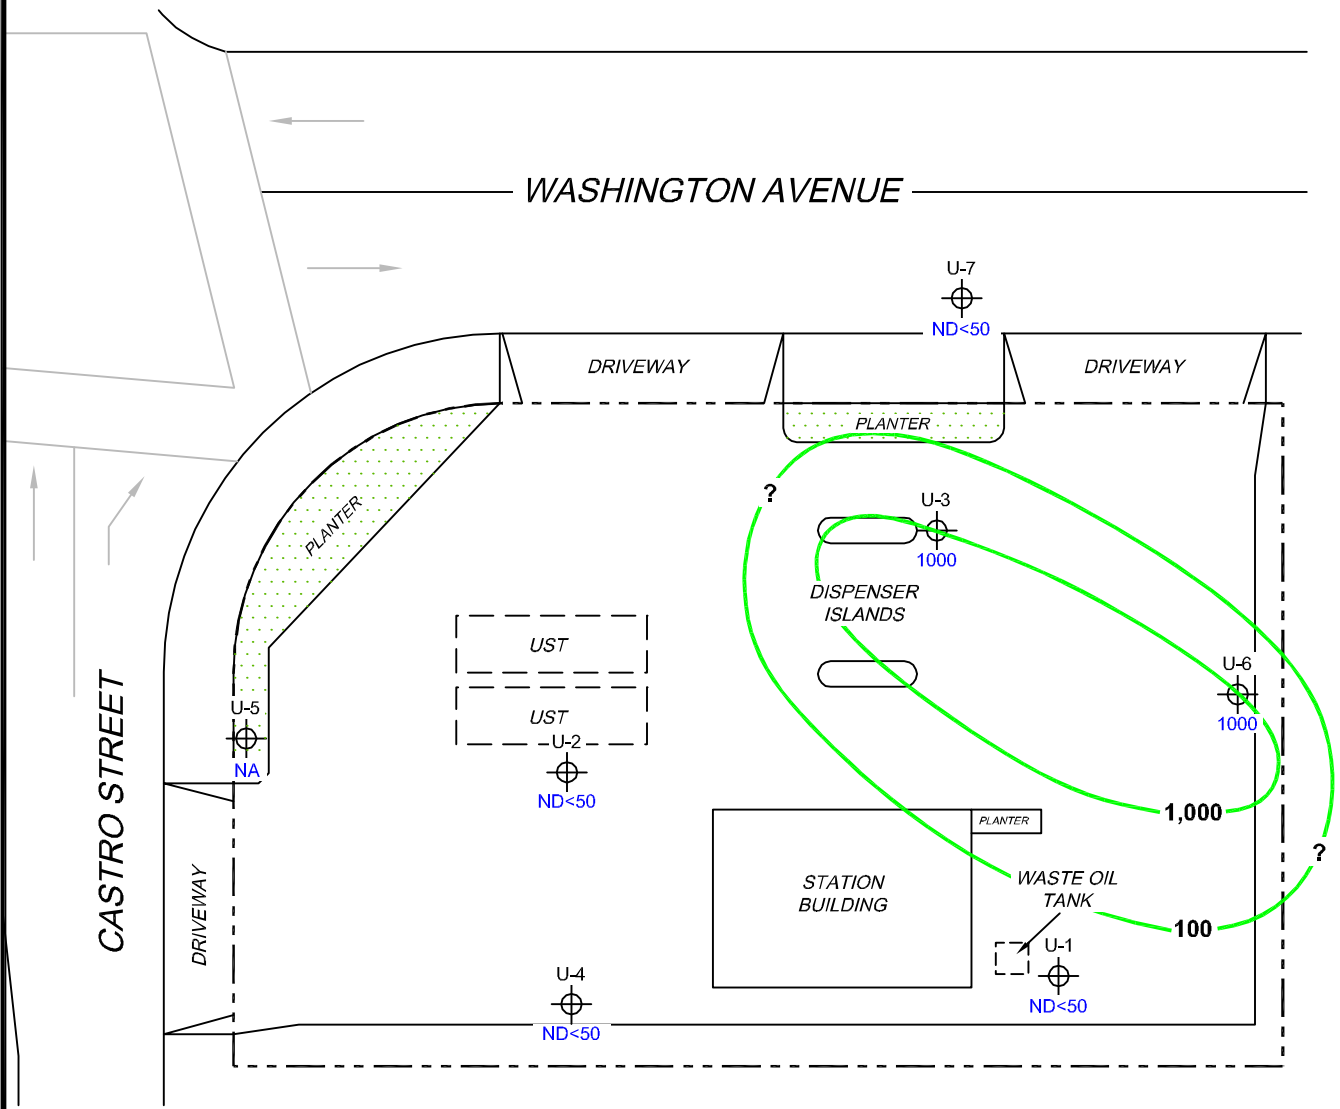 WASHINGTON AVENUE
U-7
ND<50
DRIVEWAY
DRIVEWAY
PLANTER
?
U-3
1000
PLANTER
DISPENSER
ISLANDS
UST
U-6
1000
U-5
NA
UST
U-2
ND<50
CASTRO STREET
1,000
PLANTER
?
STATION
BUILDING
WASTE OIL
TANK
DRIVEWAY
100
U-1
ND<50
U-4
ND<50